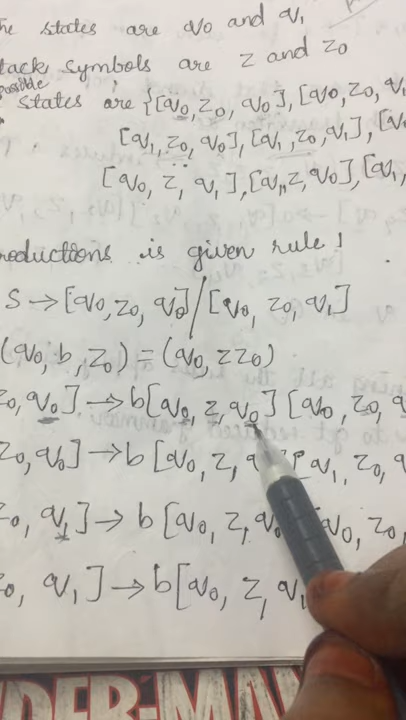 The states are q0 and q1
stack symbols are z and z0
possible
states are {[q0, z0, q0], [q0, z0, q1
[q1, z0, q0], [q1, z0, q1], [q
[q0, z, q1], [q1, z, q0], [q1,
roductions is given rule 1
S → [q0, z0, q0] / [q0, z0, q1]
(q0, b, z0) = (q0, zz0)
z0, q0] → b[q0, z, q0] [q0, z0, q
z0, q0] → b [q0, z, q [q1, z0, q
z0, q1] → b [q0, z, q0 q0, z0,
z0, q1] → b[q0, z, q1